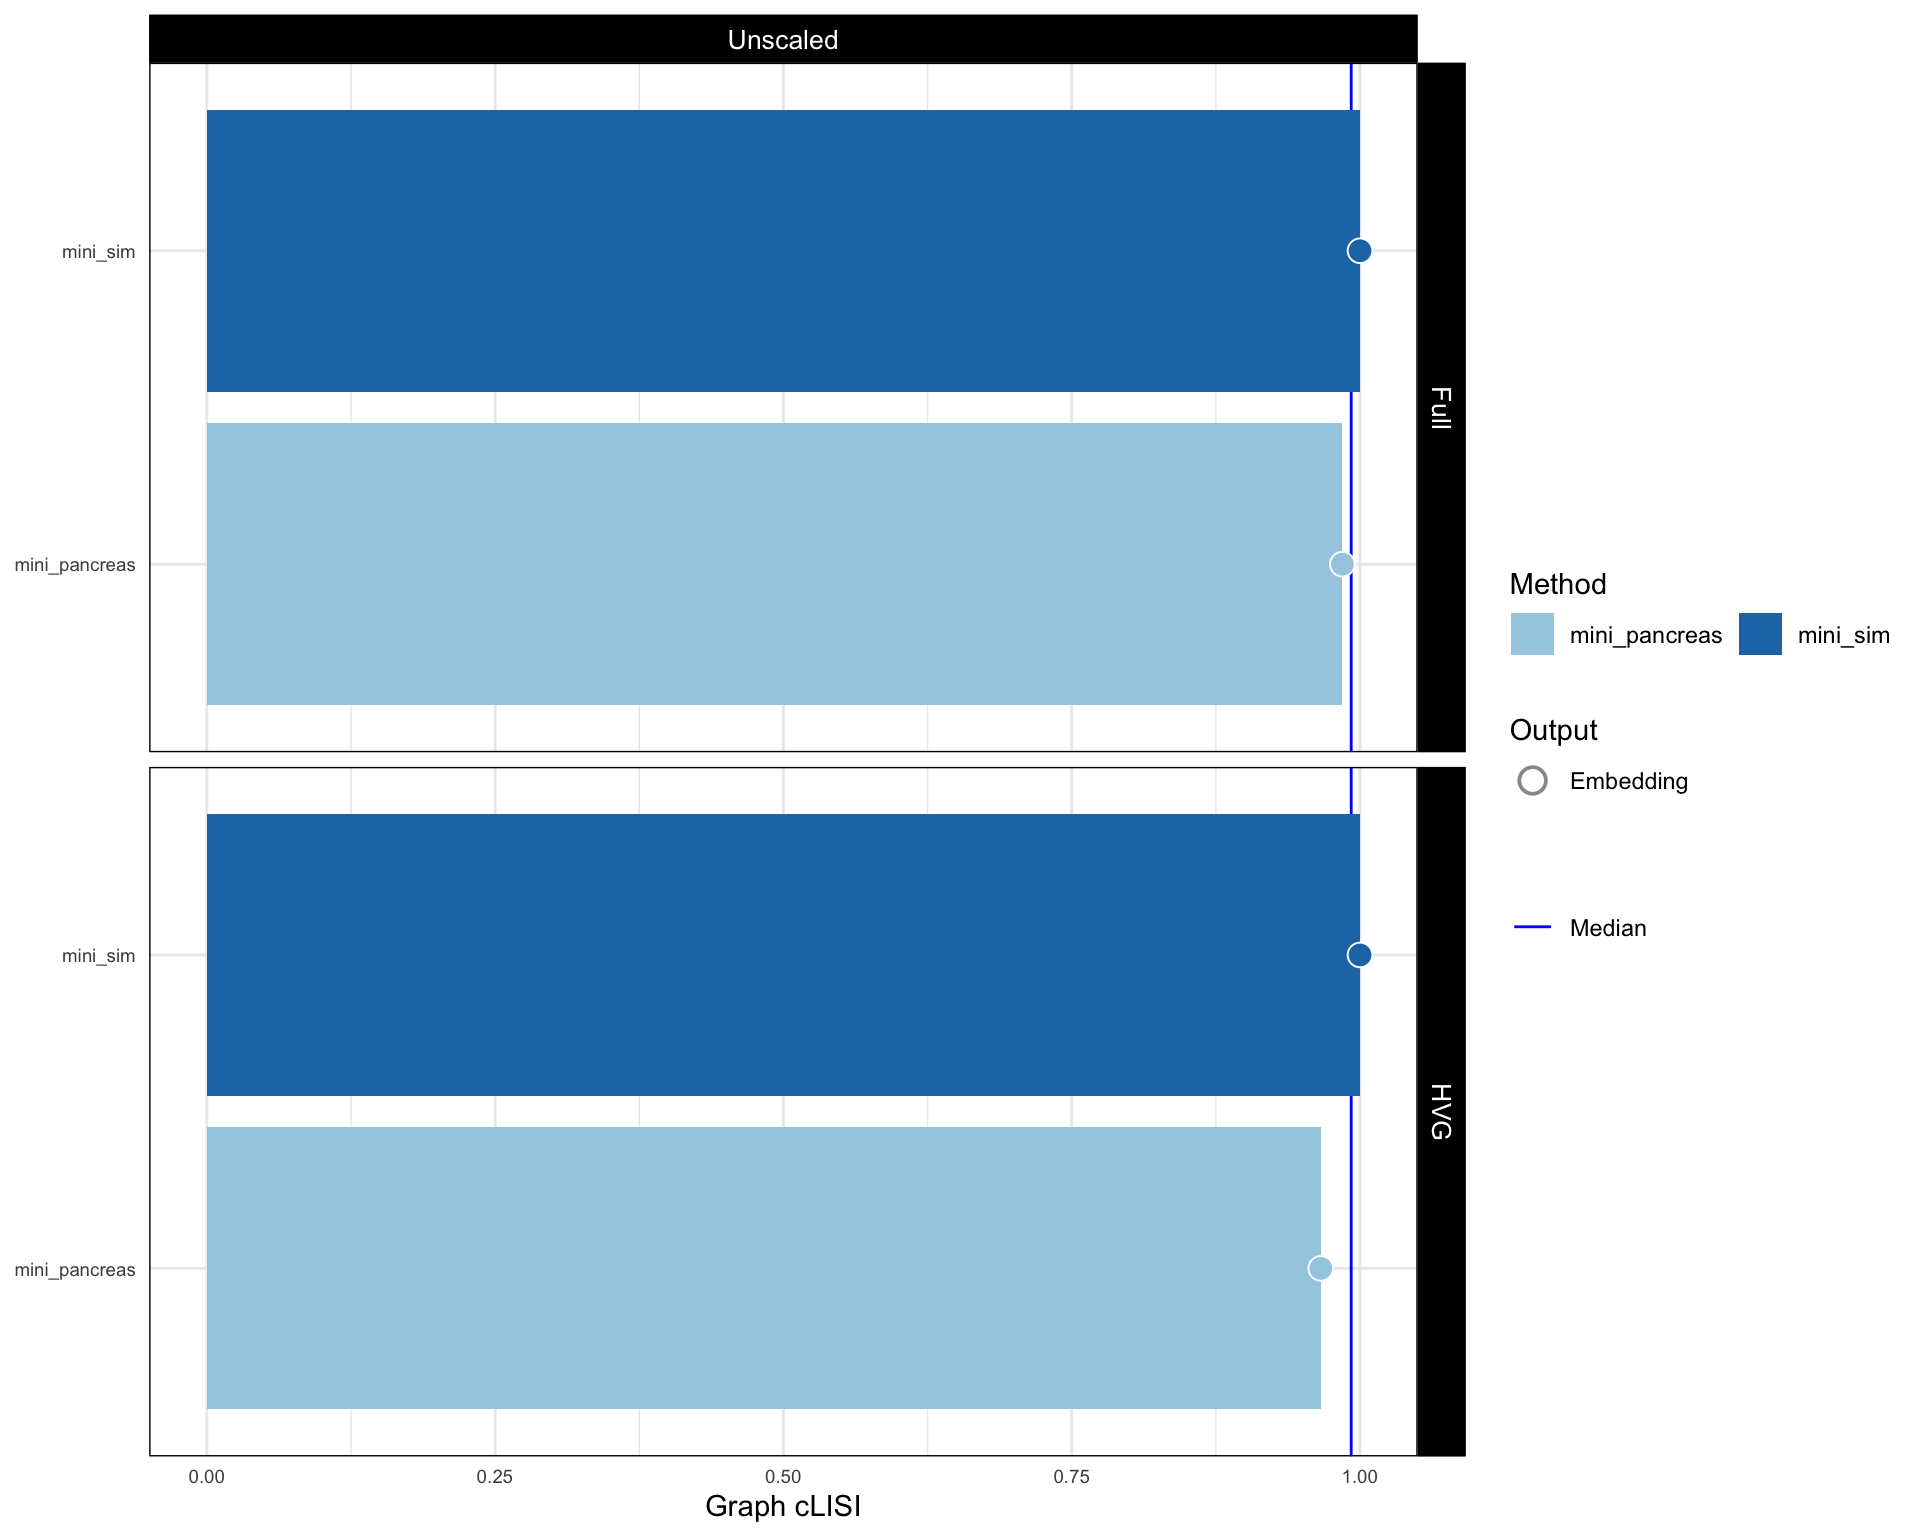 Unscaled
mini_sim
mini_pancreas
Full
mini_sim
mini_pancreas
HVG
0.00 0.25 0.50 0.75 1.00
Graph cLISI
Method
mini_pancreas mini_sim
Output
Embedding
Median